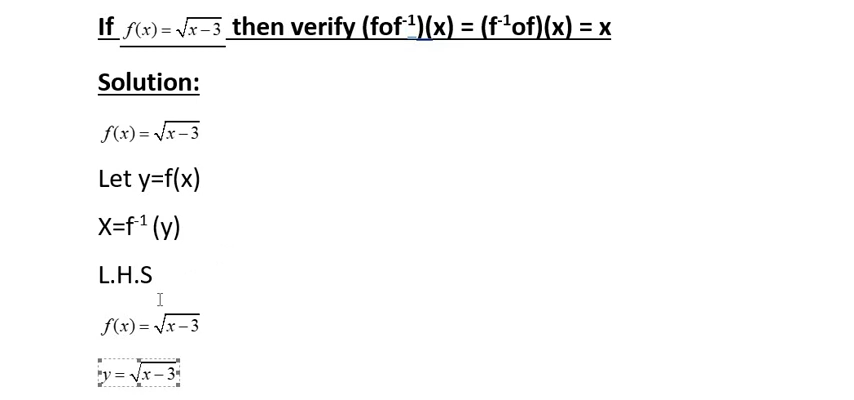 If f(x) = √x−3 then verify (fof⁻¹)(x) = (f⁻¹of)(x) = x
Solution:
f(x) = √x−3
Let y=f(x)
X=f⁻¹ (y)
L.H.S
f(x) = √x−3
y = √x−3